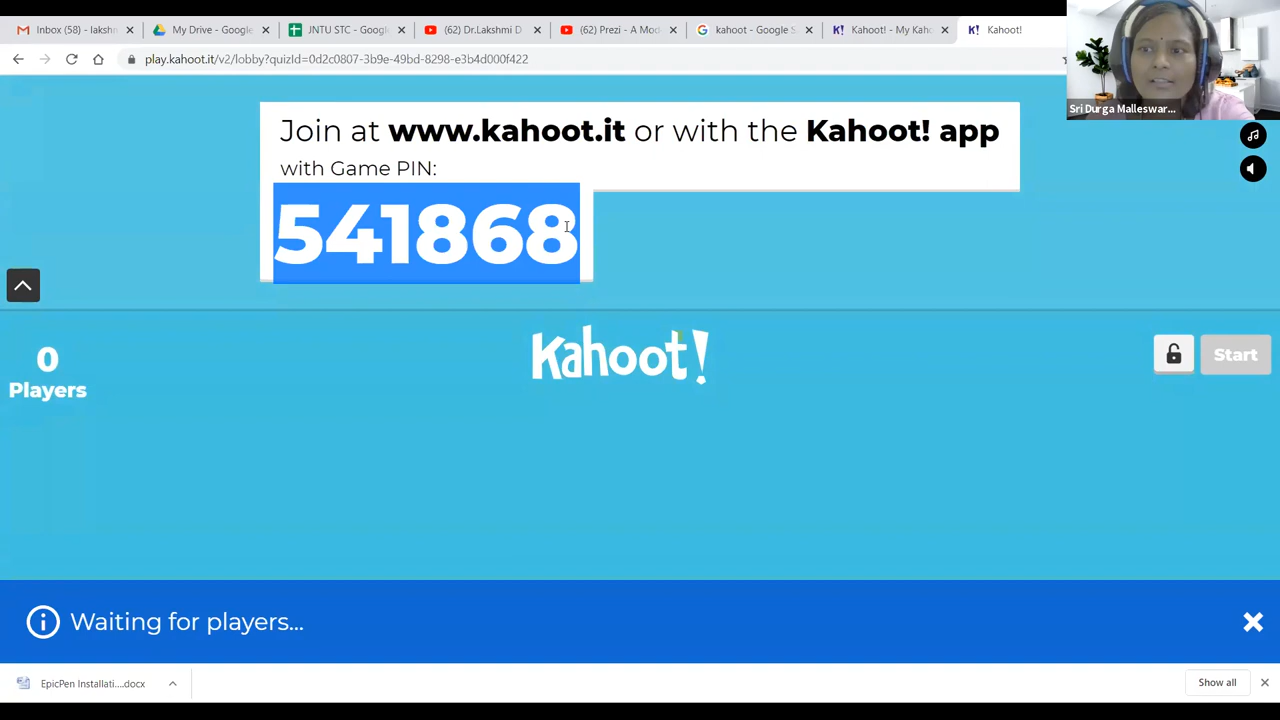 Inbox (58) - lakshn
My Drive - Google
JNTU STC - Googl
(62) Dr.Lakshmi D
(62) Prezi - A Mod
kahoot - Google S
Kahoot! - My Kaho
Kahoot!
play.kahoot.it/v2/lobby?quizId=0d2c0807-3b9e-49bd-8298-e3b4d000f422
Sri Durga Malleswar...
Join at www.kahoot.it or with the Kahoot! app
with Game PIN:
541868
0
Players
Kahoot!
Start
Waiting for players...
EpicPen Installati....docx
Show all